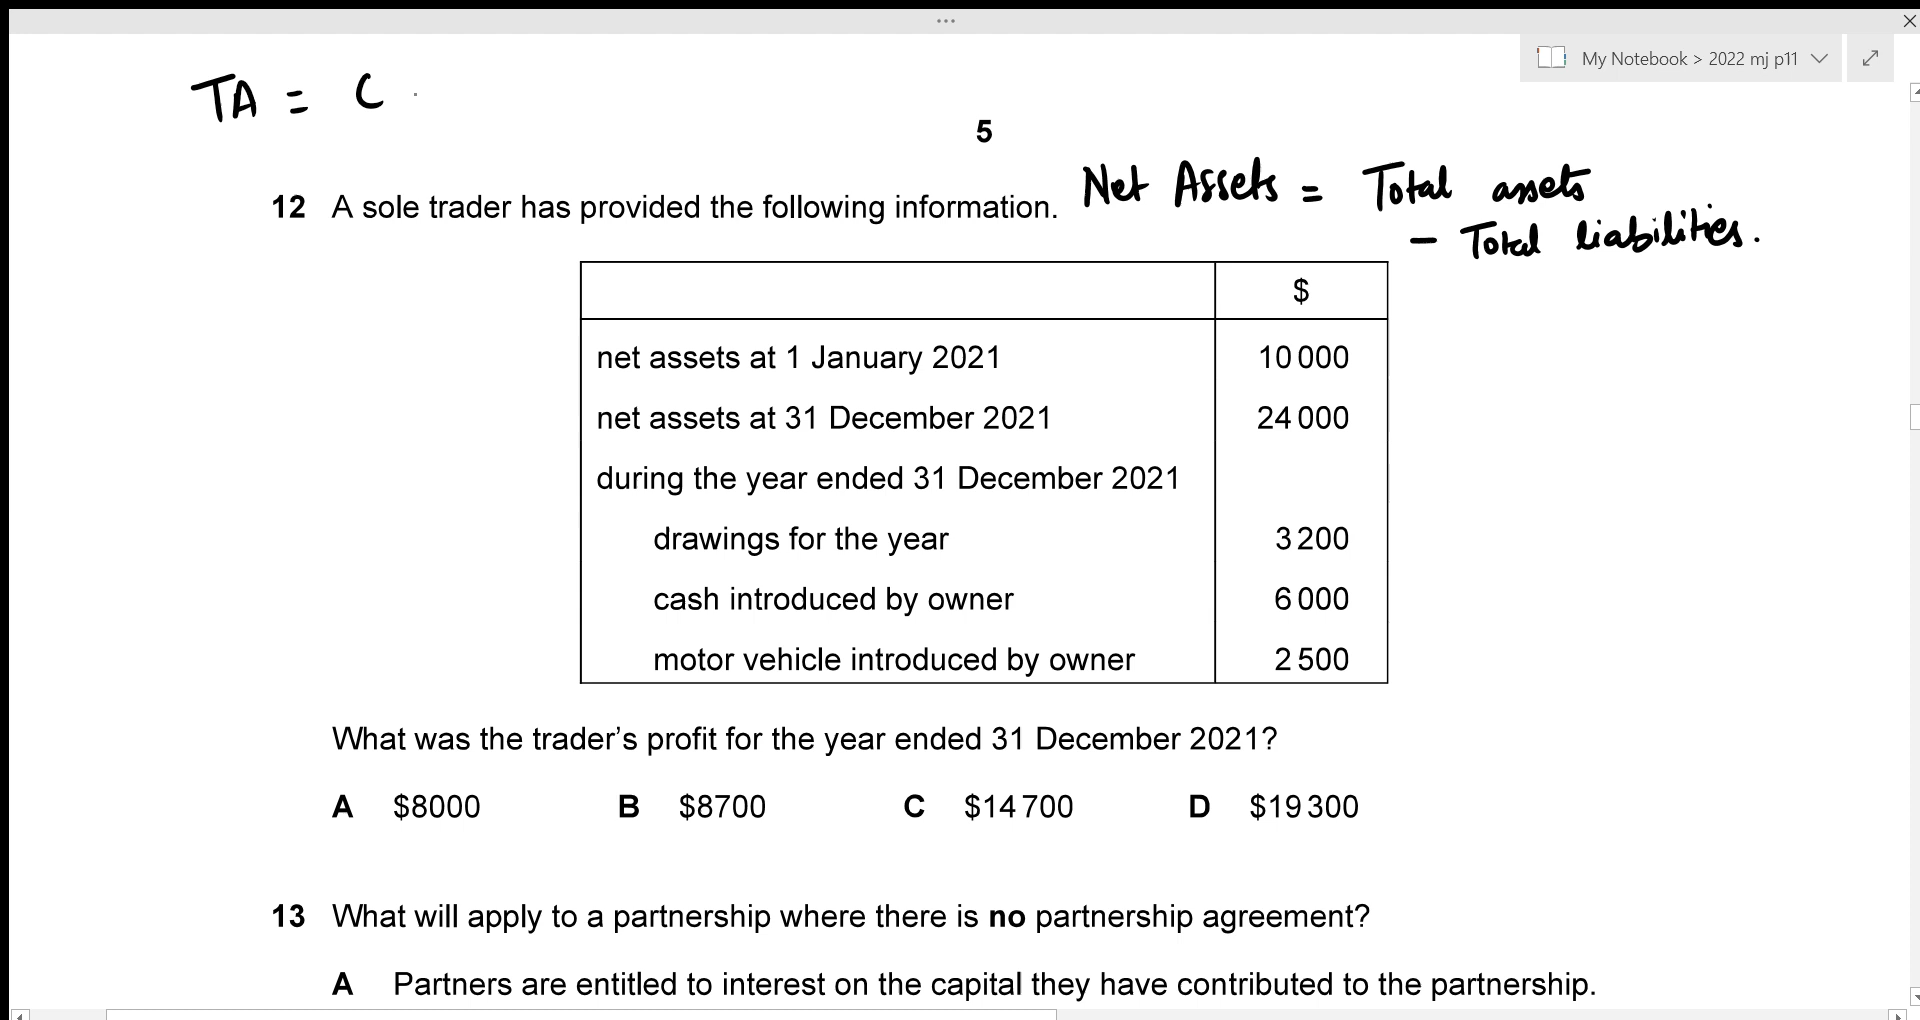 My Notebook > 2022 mj p11
TA = C
5
Net Assets = Total assets
- Total liabilities.
12 A sole trader has provided the following information.
$
net assets at 1 January 2021 10 000
net assets at 31 December 2021 24 000
during the year ended 31 December 2021
drawings for the year 3 200
cash introduced by owner 6 000
motor vehicle introduced by owner 2 500
What was the trader’s profit for the year ended 31 December 2021?
A $8000 B $8700 C $14 700 D $19 300
13 What will apply to a partnership where there is no partnership agreement?
A Partners are entitled to interest on the capital they have contributed to the partnership.